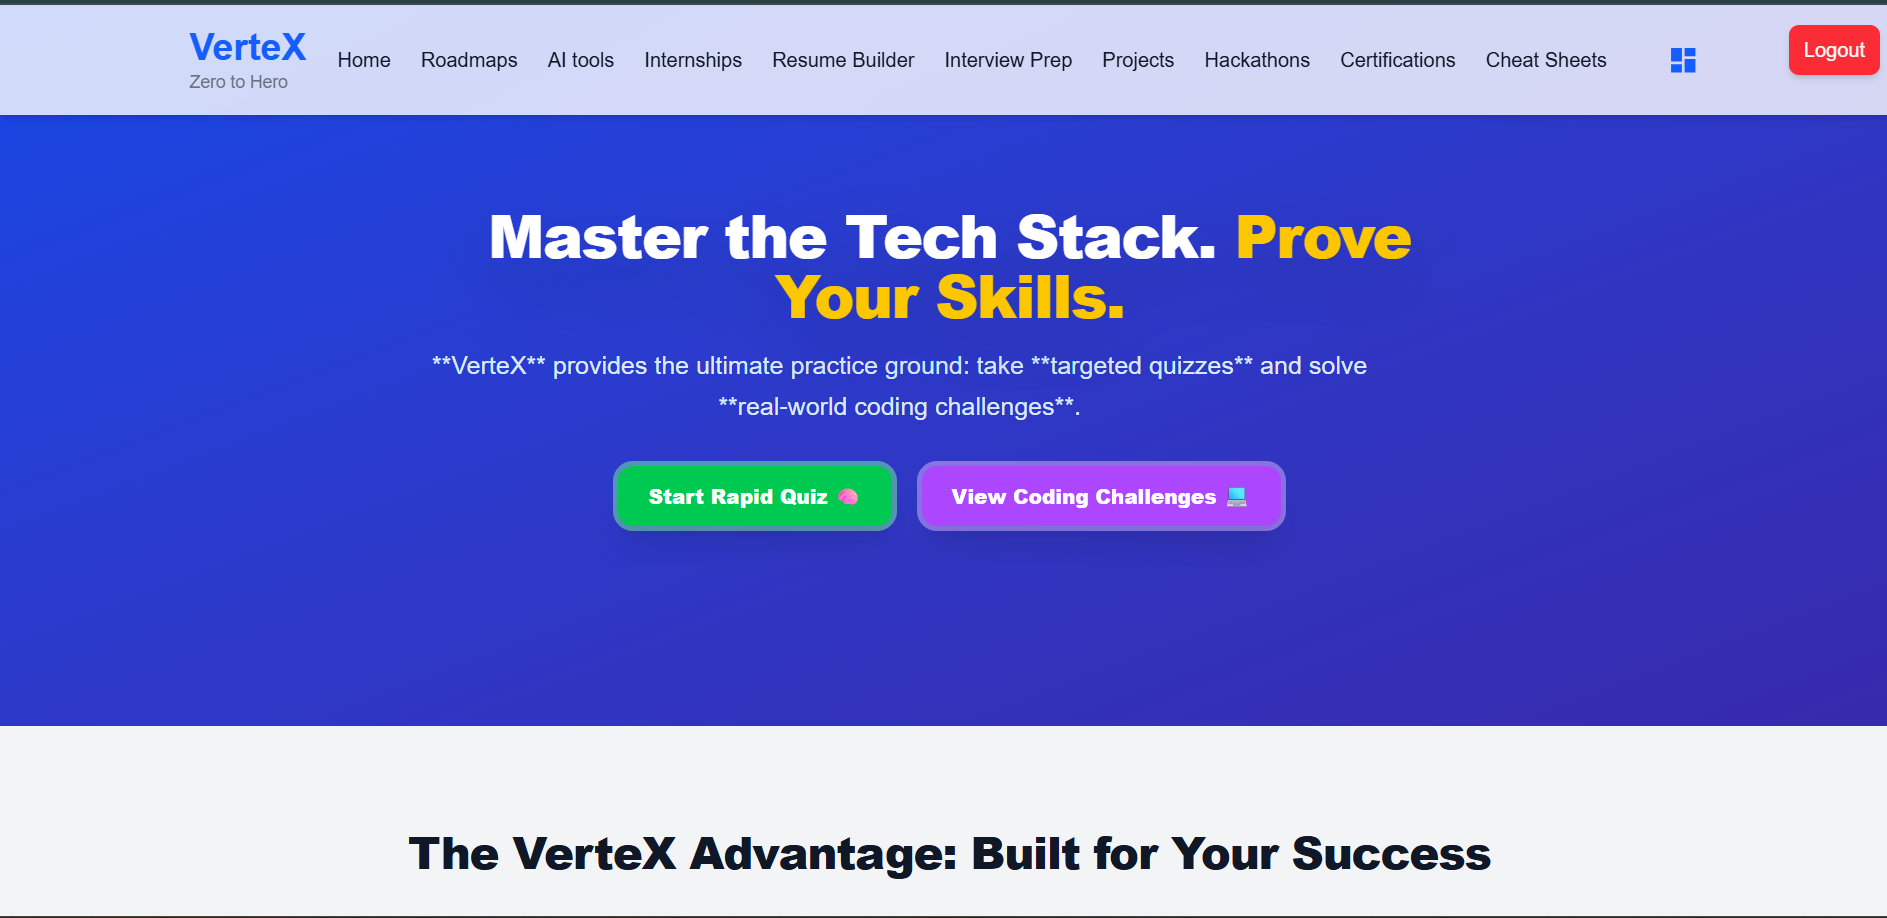 VerteX
Zero to Hero
Home Roadmaps AI tools Internships Resume Builder Interview Prep Projects Hackathons Certifications Cheat Sheets
Logout
Master the Tech Stack. Prove
Your Skills.
**VerteX** provides the ultimate practice ground: take **targeted quizzes** and solve
**real-world coding challenges**.
Start Rapid Quiz 🧠
View Coding Challenges 💻
The VerteX Advantage: Built for Your Success